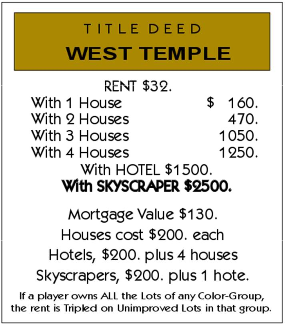 TITLE DEED
WEST TEMPLE
RENT $32.
With 1 House $ 160.
With 2 Houses 470.
With 3 Houses 1050.
With 4 Houses 1250.
With HOTEL $1500.
With SKYSCRAPER $2500.
Mortgage Value $130.
Houses cost $200. each
Hotels, $200. plus 4 houses
Skyscrapers, $200. plus 1 hote.
If a player owns ALL the Lots of any Color-Group,
the rent is Tripled on Unimproved Lots in that group.